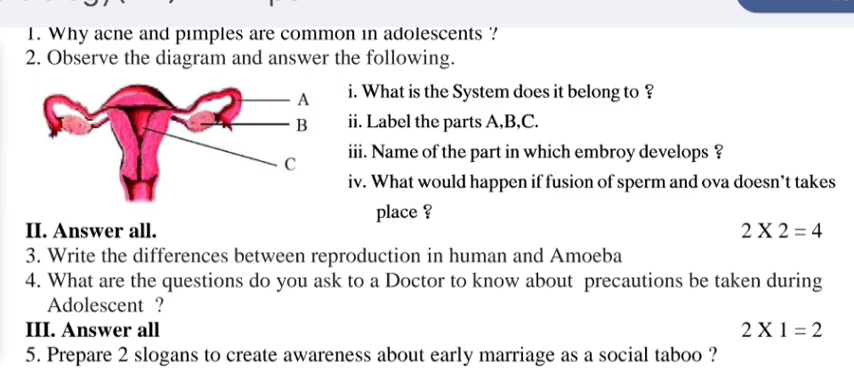 1. Why acne and pimples are common in adolescents ?
2. Observe the diagram and answer the following.
A
B
C
i. What is the System does it belong to ?
ii. Label the parts A,B,C.
iii. Name of the part in which embroy develops ?
iv. What would happen if fusion of sperm and ova doesn't takes
place ?
II. Answer all. 2 X 2 = 4
3. Write the differences between reproduction in human and Amoeba
4. What are the questions do you ask to a Doctor to know about precautions be taken during
Adolescent ?
III. Answer all 2 X 1 = 2
5. Prepare 2 slogans to create awareness about early marriage as a social taboo ?